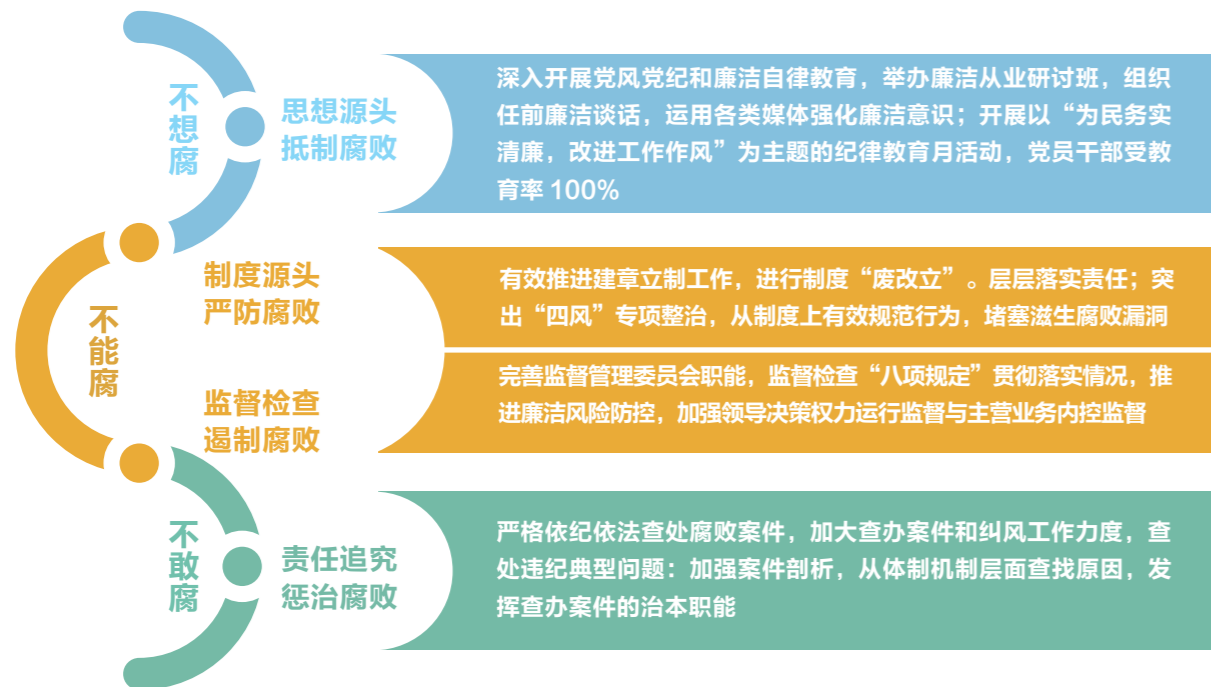 不想腐
思想源头
抵制腐败
深入开展党风党纪和廉洁自律教育，举办廉洁从业研讨班，组织
任前廉洁谈话，运用各类媒体强化廉洁意识；开展以“为民务实
清廉，改进工作作风”为主题的纪律教育月活动，党员干部受教
育率 100%
不能腐
制度源头
严防腐败
有效推进建章立制工作，进行制度“废改立”。层层落实责任；突
出“四风”专项整治，从制度上有效规范行为，堵塞滋生腐败漏洞
监督检查
遏制腐败
完善监督管理委员会职能，监督检查“八项规定”贯彻落实情况，推
进廉洁风险防控，加强领导决策权力运行监督与主营业务内控监督
不敢腐
责任追究
惩治腐败
严格依纪依法查处腐败案件，加大查办案件和纠风工作力度，查
处违纪典型问题：加强案件剖析，从体制机制层面查找原因，发
挥查办案件的治本职能